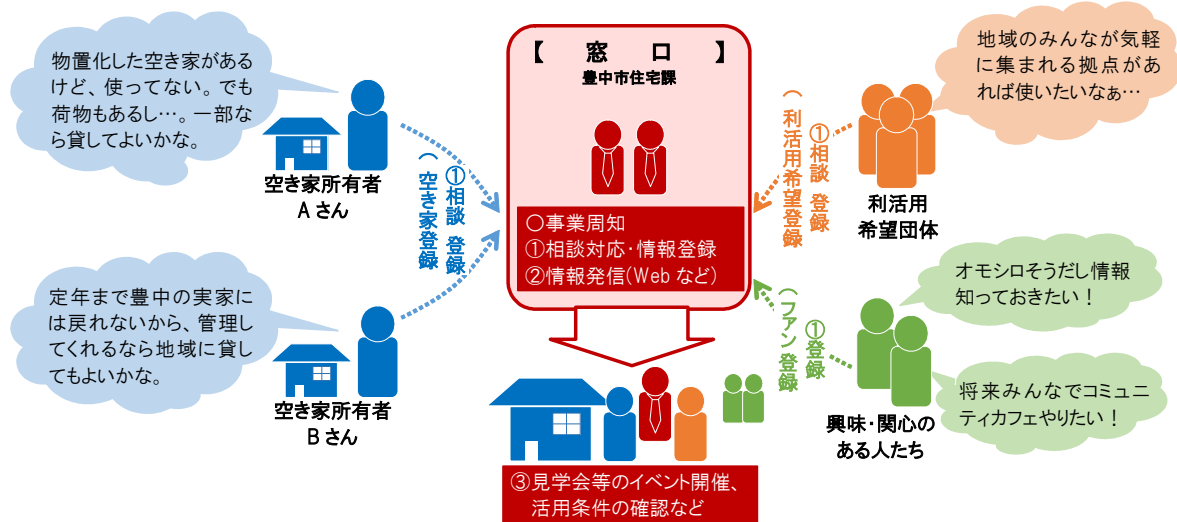 物置化した空き家がある
けど、使ってない。でも
荷物もあるし…。一部な
ら貸してよいかな。
空き家所有者
Aさん
定年まで豊中の実家に
は戻れないから、管理し
てくれるなら地域に貸し
てもよいかな。
空き家所有者
Bさん
①相談 登録
(空き家登録
【 窓 口 】
豊中市住宅課
〇事業周知
①相談対応・情報登録
②情報発信(Webなど)
③見学会等のイベント開催、
活用条件の確認など
①相談 登録
(利活用希望登録
地域のみんなが気軽
に集まれる拠点があ
れば使いたいなぁ…
利活用
希望団体
①登録
(ファン登録
オモシロそうだし情報
知っておきたい！
将来みんなでコミュニ
ティカフェやりたい！
興味・関心の
ある人たち